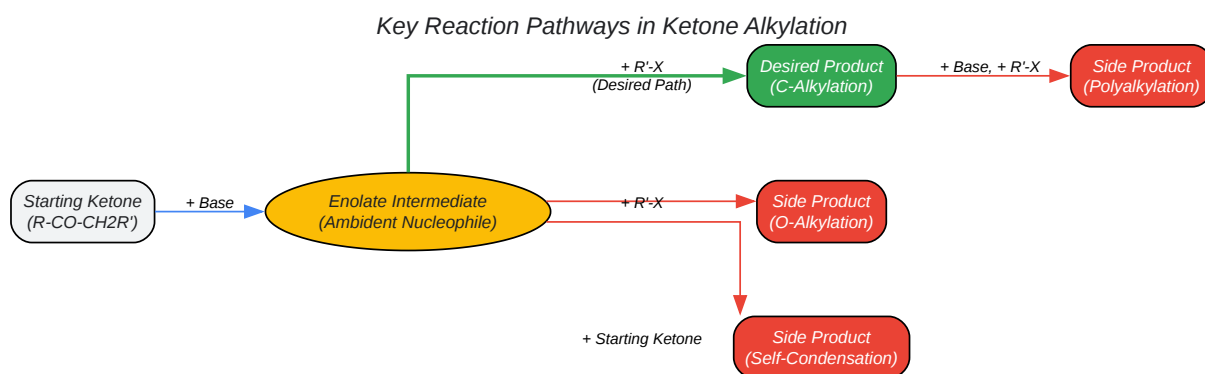 Key Reaction Pathways in Ketone Alkylation
+ R'-X
(Desired Path)
Desired Product
(C-Alkylation)
+ Base, + R'-X
Side Product
(Polyalkylation)
Starting Ketone
(R-CO-CH2R')
+ Base
Enolate Intermediate
(Ambident Nucleophile)
+ R'-X
Side Product
(O-Alkylation)
+ Starting Ketone
Side Product
(Self-Condensation)